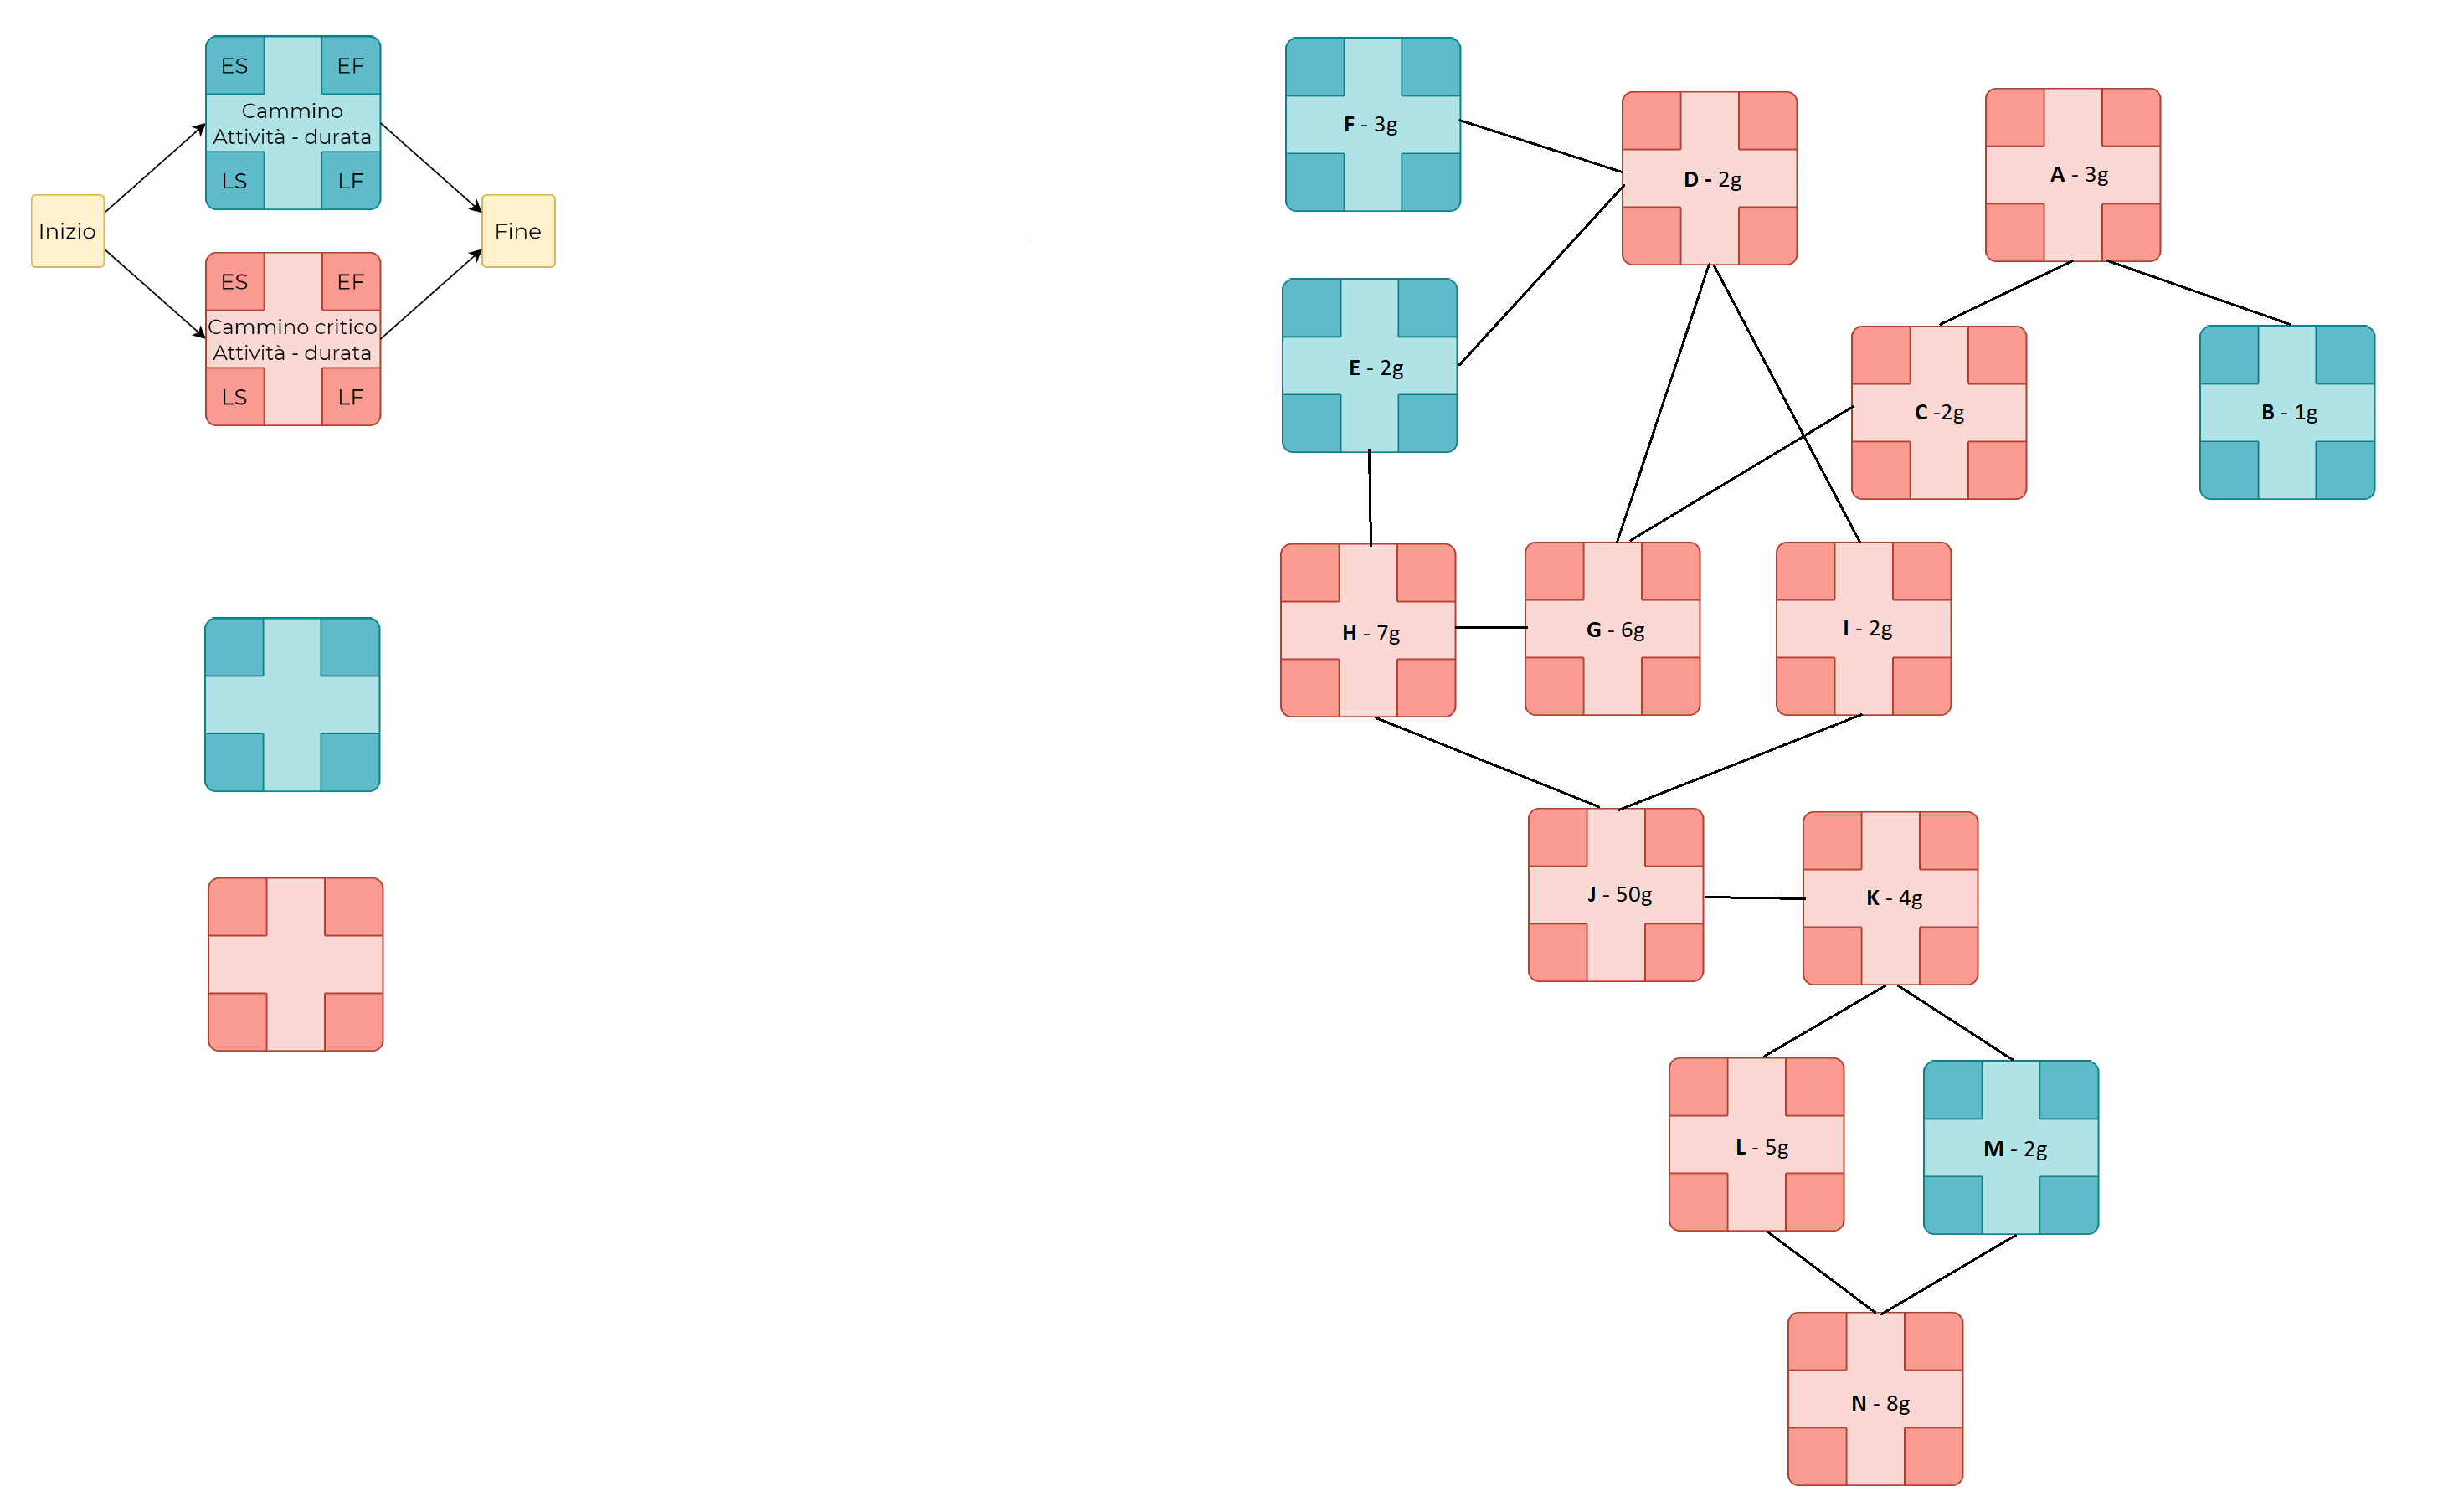 ES EF
Cammino
Attività - durata
LS LF
Inizio
Fine
ES EF
Cammino critico
Attività - durata
LS LF
F - 3g
D - 2g
A - 3g
E - 2g
C -2g
B - 1g
H - 7g
G - 6g
I - 2g
J - 50g
K - 4g
L - 5g
M - 2g
N - 8g